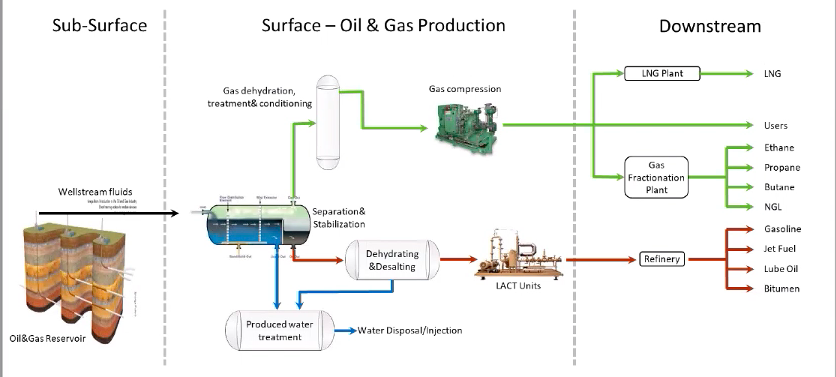 Sub-Surface
Surface – Oil & Gas Production
Downstream
Gas dehydration,
treatment& conditioning
Gas compression
LNG Plant
LNG
Users
Gas
Fractionation
Plant
Ethane
Propane
Butane
NGL
Wellstream fluids
Separation&
Stabilization
Dehydrating
&Desalting
LACT Units
Refinery
Gasoline
Jet Fuel
Lube Oil
Bitumen
Oil&Gas Reservoir
Produced water
treatment
Water Disposal/Injection